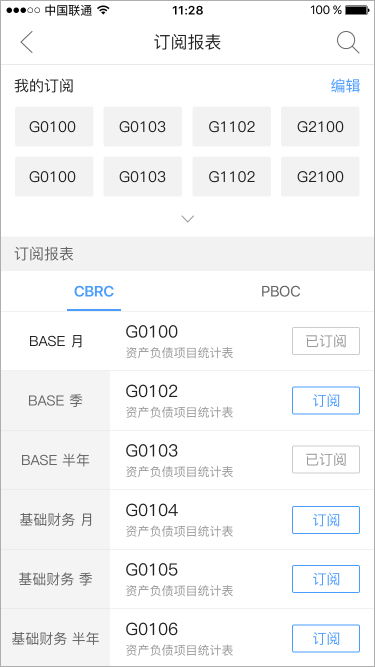 中国联通 11:28 100 %
订阅报表
我的订阅 编辑
G0100 G0103 G1102 G2100
G0100 G0103 G1102 G2100
订阅报表
CBRC PBOC
BASE 月 G0100 已订阅
资产负债项目统计表
BASE 季 G0102 订阅
资产负债项目统计表
BASE 半年 G0103 已订阅
资产负债项目统计表
基础财务 月 G0104 订阅
资产负债项目统计表
基础财务 季 G0105 订阅
资产负债项目统计表
基础财务 半年 G0106 订阅
资产负债项目统计表